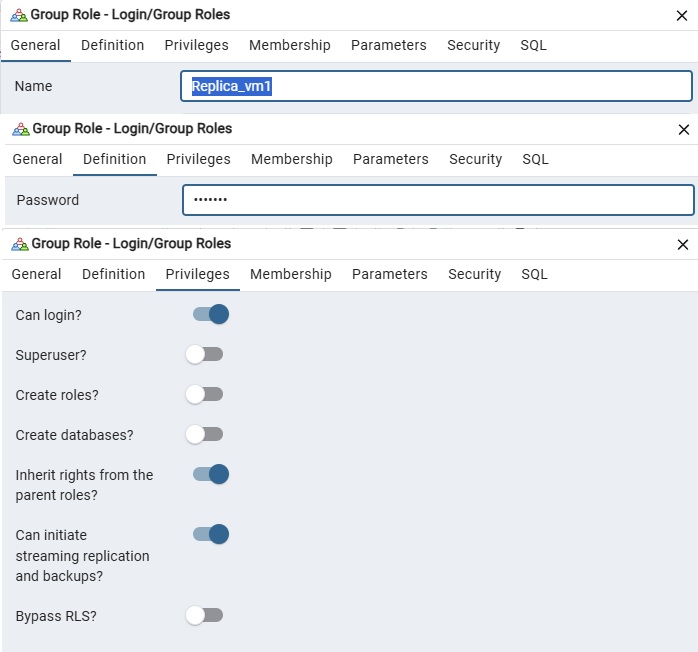 Group Role - Login/Group Roles
General Definition Privileges Membership Parameters Security SQL
Name Replica_vm1
Group Role - Login/Group Roles
General Definition Privileges Membership Parameters Security SQL
Password •••••••
Group Role - Login/Group Roles
General Definition Privileges Membership Parameters Security SQL
Can login?
Superuser?
Create roles?
Create databases?
Inherit rights from the
parent roles?
Can initiate
streaming replication
and backups?
Bypass RLS?